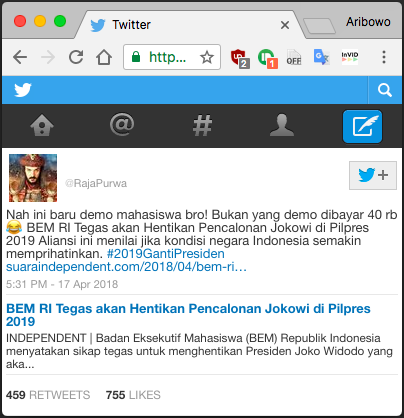 Twitter
Aribowo
http...
2
1
InVID
@
#
@RajaPurwa
+
Nah ini baru demo mahasiswa bro! Bukan yang demo dibayar 40 rb
😂 BEM RI Tegas akan Hentikan Pencalonan Jokowi di Pilpres
2019 Aliansi ini menilai jika kondisi negara Indonesia semakin
memprihatinkan. #2019GantiPresiden
suaraindependent.com/2018/04/bem-ri…
5:31 PM - 17 Apr 2018
BEM RI Tegas akan Hentikan Pencalonan Jokowi di Pilpres
2019
INDEPENDENT | Badan Eksekutif Mahasiswa (BEM) Republik Indonesia
menyatakan sikap tegas untuk menghentikan Presiden Joko Widodo yang
aka...
459 RETWEETS 755 LIKES